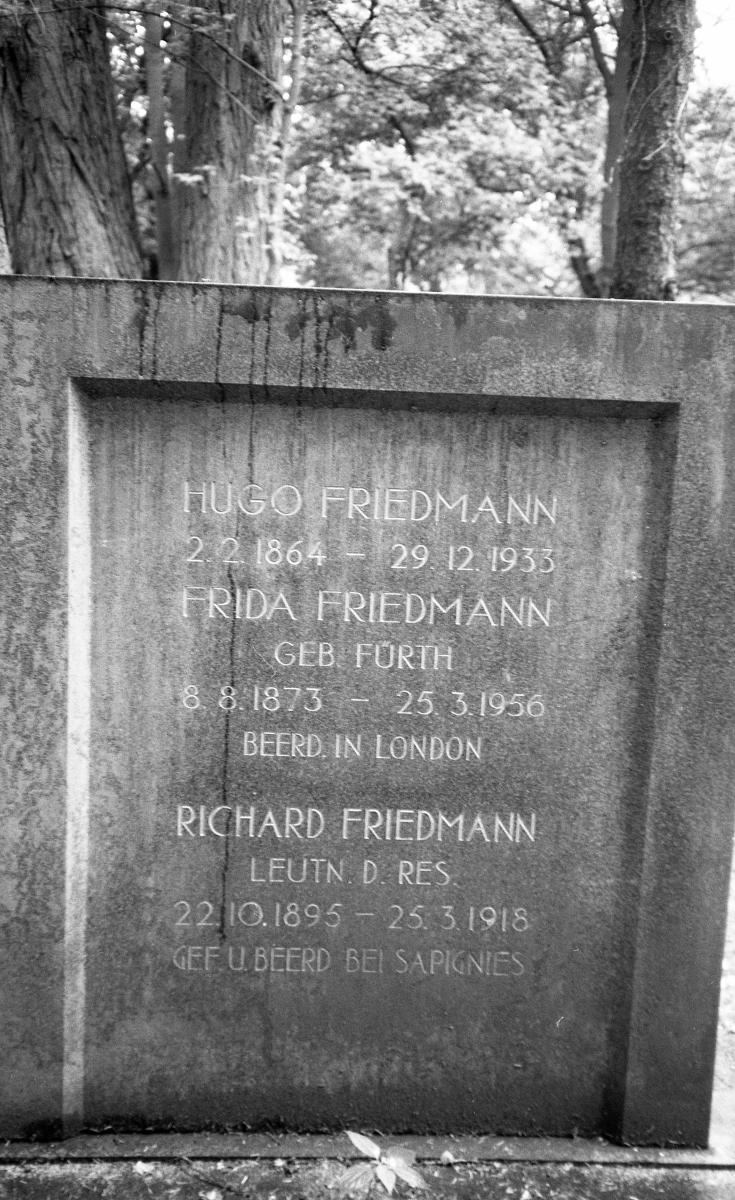 HUGO FRIEDMANN
2.2.1864 – 29.12.1933
FRIDA FRIEDMANN
GEB. FÜRTH
8.8.1873 – 25.3.1956
BEERD. IN LONDON
RICHARD FRIEDMANN
LEUTN. D. RES.
22.10.1895 – 25.3.1918
GEF. U. BEERD BEI SAPIGNIES